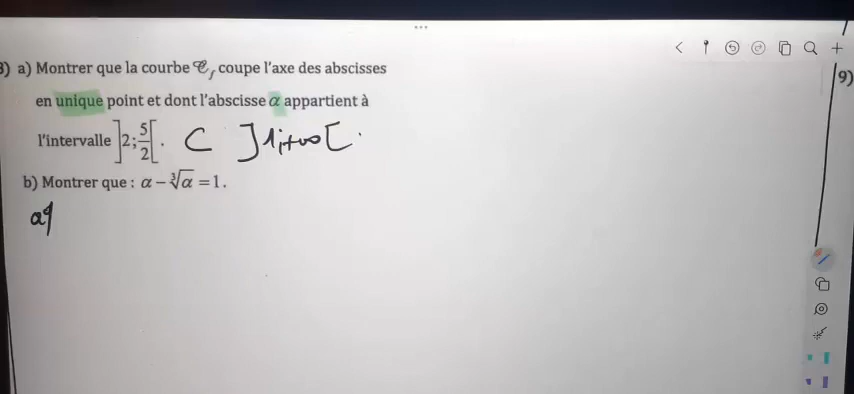 3) a) Montrer que la courbe 𝒞f coupe l'axe des abscisses
en unique point et dont l'abscisse α appartient à
l'intervalle ]2; 5/2[ . ⊂ ]1;+∞[.
b) Montrer que : α − ∛α = 1.
a)
9)